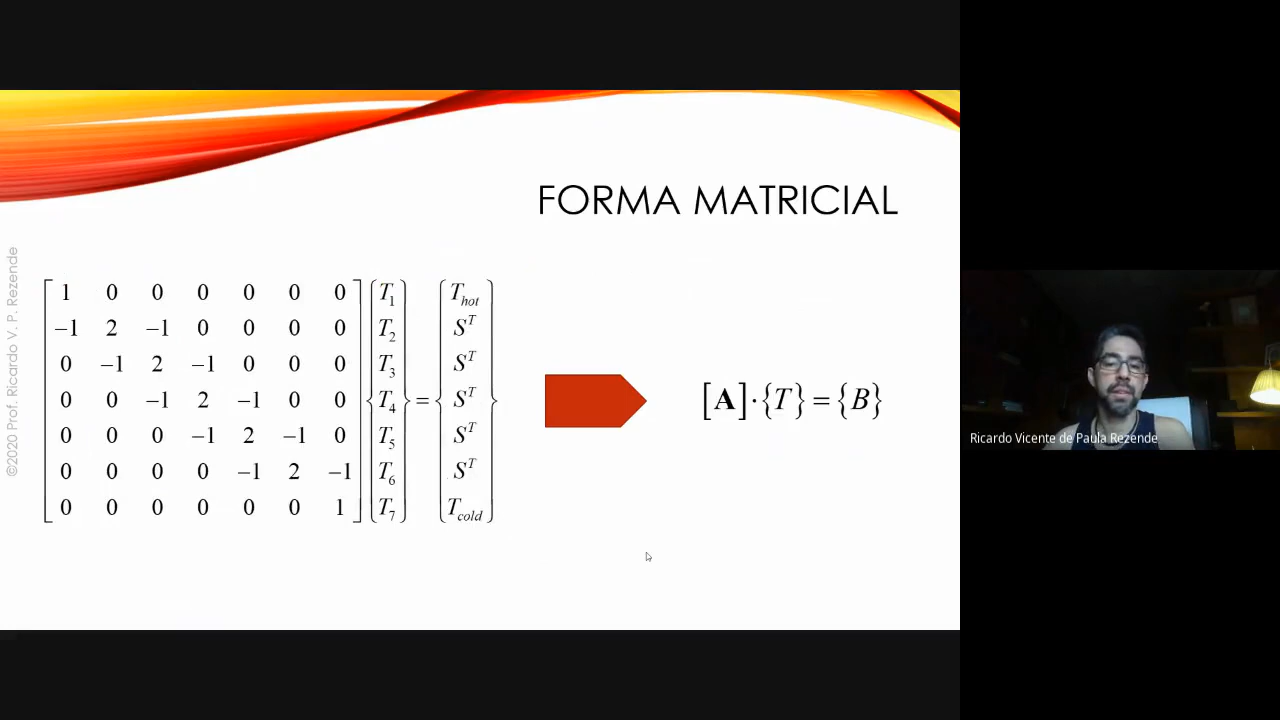 FORMA MATRICIAL
©2020 Prof. Ricardo V. P. Rezende
1 0 0 0 0 0 0 T1 Thot
–1 2 –1 0 0 0 0 T2 S^T
0 –1 2 –1 0 0 0 T3 S^T
0 0 –1 2 –1 0 0 T4 = S^T
0 0 0 –1 2 –1 0 T5 S^T
0 0 0 0 –1 2 –1 T6 S^T
0 0 0 0 0 0 1 T7 Tcold
[A]·{T} = {B}
Ricardo Vicente de Paula Rezende